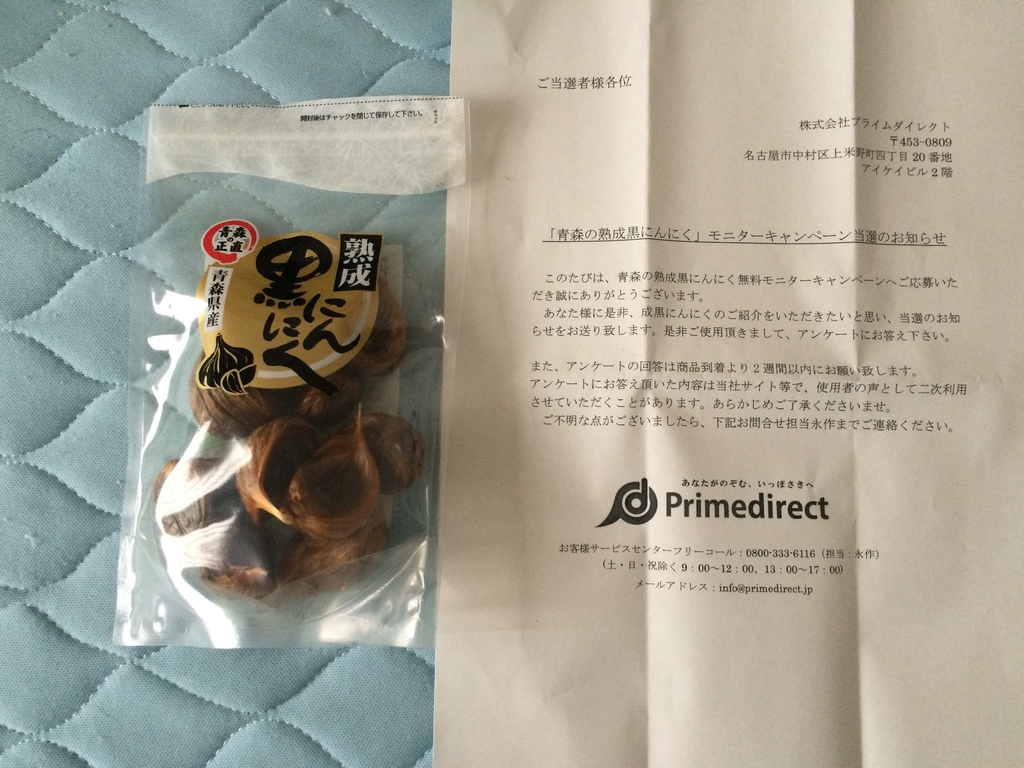 開封後はチャックを閉じて保存して下さい。
チャック
青森の正直
熟成
黒にんにく
青森県産
ご当選者様各位
株式会社プライムダイレクト
〒453-0809
名古屋市中村区上米野町四丁目20番地
アイケイビル2階
「青森の熟成黒にんにく」モニターキャンペーン当選のお知らせ
このたびは、青森の熟成黒にんにく無料モニターキャンペーンへご応募いた
だき誠にありがとうございます。
あなた様に是非、成黒にんにくのご紹介をいただきたいと思い、当選のお知
らせをお送り致します。是非ご使用頂きまして、アンケートにお答え下さい。
また、アンケートの回答は商品到着より2週間以内にお願い致します。
アンケートにお答え頂いた内容は当社サイト等で、使用者の声として二次利用
させていただくことがあります。あらかじめご了承くださいませ。
ご不明な点がございましたら、下記お問合せ担当永作までご連絡ください。
あなたがのぞむ、いっぽさきへ
Primedirect
お客様サービスセンターフリーコール：0800-333-6116（担当：永作）
（土・日・祝除く9：00～12：00、13：00～17：00）
メールアドレス：info@primedirect.jp